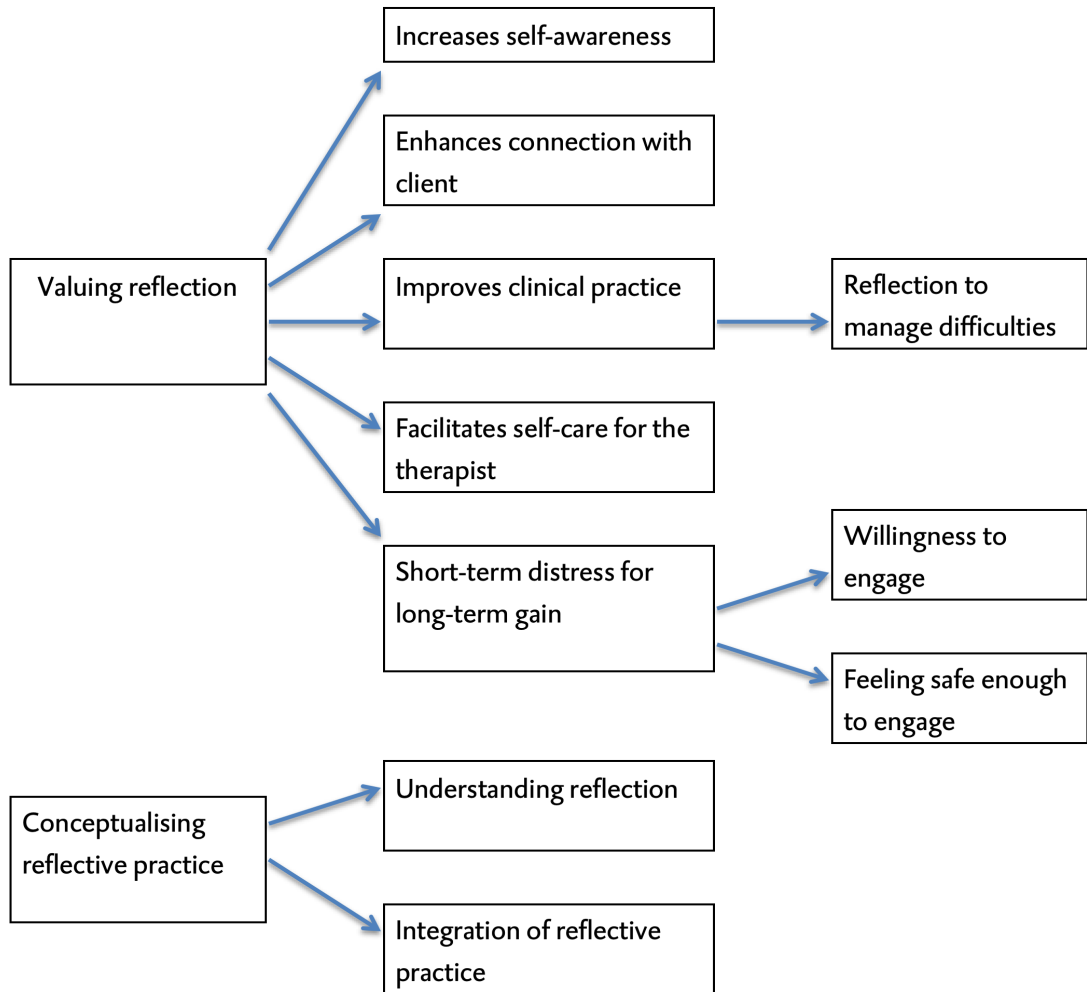 Increases self-awareness
Enhances connection with
client
Valuing reflection
Improves clinical practice
Reflection to
manage difficulties
Facilitates self-care for the
therapist
Short-term distress for
long-term gain
Willingness to
engage
Feeling safe enough
to engage
Conceptualising
reflective practice
Understanding reflection
Integration of reflective
practice